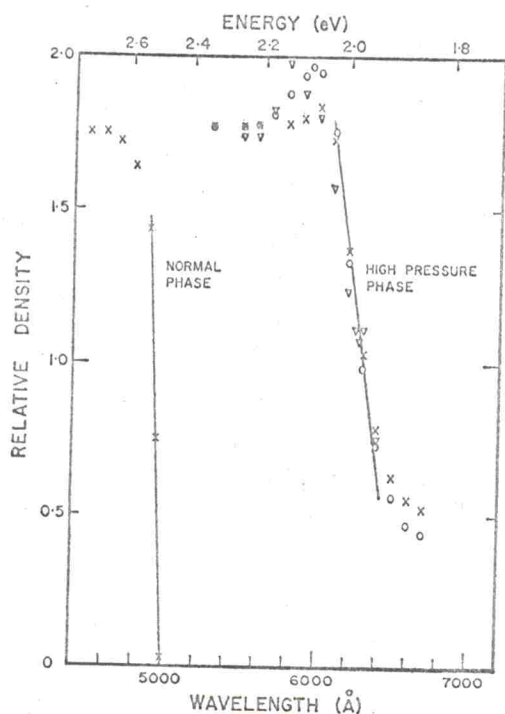 ENERGY (eV)
2·6 2·4 2·2 2·0 1·8
2·0
1·5
1·0
0·5
0
RELATIVE DENSITY
NORMAL
PHASE
HIGH PRESSURE
PHASE
5000 6000 7000
WAVELENGTH (Å)